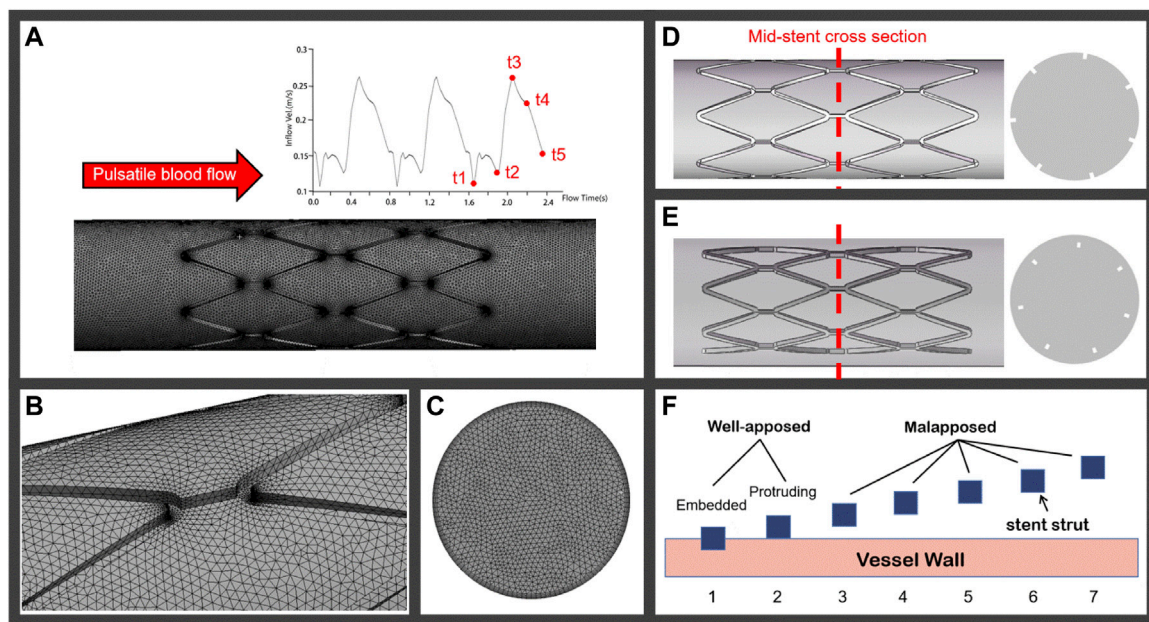 A
0.3
0.25
0.2
0.15
0.1
Inflow Vel.(m/s)
t3
t4
t5
t1
t2
0.0 0.4 0.8 1.2 1.6 2.0 2.4
Flow Time(s)
Pulsatile blood flow
B
C
D
Mid-stent cross section
E
F
Well-apposed
Malapposed
Embedded
Protruding
stent strut
Vessel Wall
1 2 3 4 5 6 7